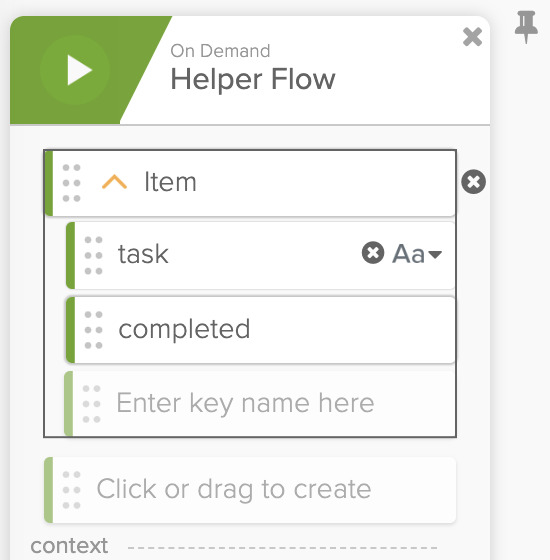 On Demand
Helper Flow
Item
task Aa
completed
Enter key name here
Click or drag to create
context